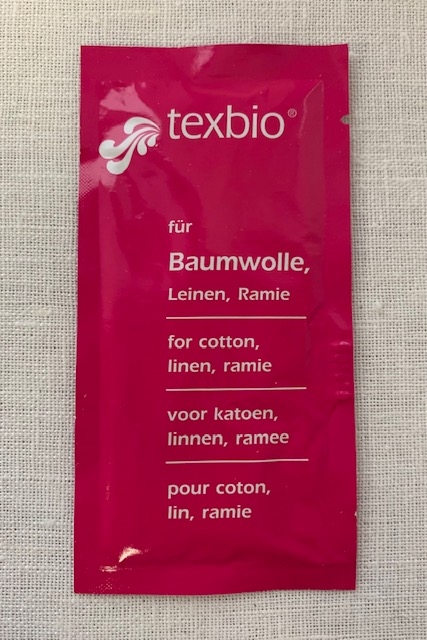 texbio®
für
Baumwolle,
Leinen, Ramie
for cotton,
linen, ramie
voor katoen,
linnen, ramee
pour coton,
lin, ramie